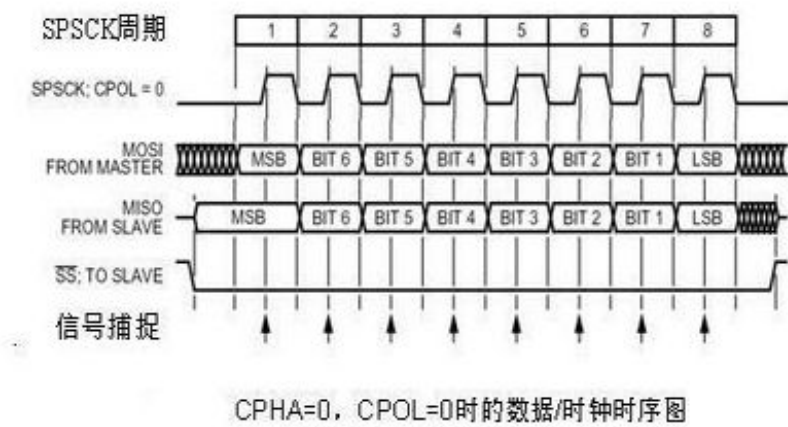 SPSCK周期 1 2 3 4 5 6 7 8
SPSCK; CPOL = 0
MOSI
FROM MASTER MSB BIT 6 BIT 5 BIT 4 BIT 3 BIT 2 BIT 1 LSB
MISO
FROM SLAVE MSB BIT 6 BIT 5 BIT 4 BIT 3 BIT 2 BIT 1 LSB
SS; TO SLAVE
信号捕捉
CPHA=0，CPOL=0时的数据/时钟时序图